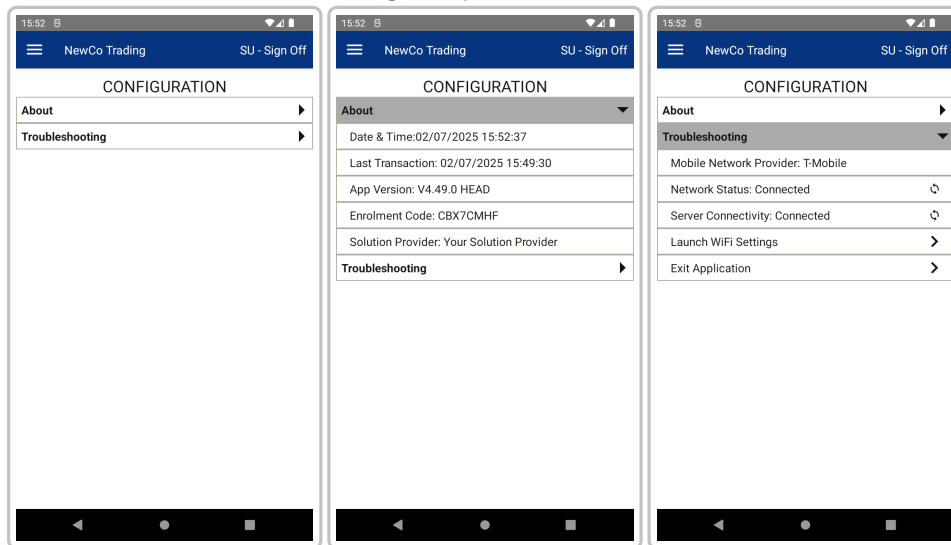 15:52
NewCo Trading SU - Sign Off
CONFIGURATION
About
Troubleshooting
15:52
NewCo Trading SU - Sign Off
CONFIGURATION
About
Date & Time:02/07/2025 15:52:37
Last Transaction: 02/07/2025 15:49:30
App Version: V4.49.0 HEAD
Enrolment Code: CBX7CMHF
Solution Provider: Your Solution Provider
Troubleshooting
15:52
NewCo Trading SU - Sign Off
CONFIGURATION
About
Troubleshooting
Mobile Network Provider: T-Mobile
Network Status: Connected
Server Connectivity: Connected
Launch WiFi Settings
Exit Application